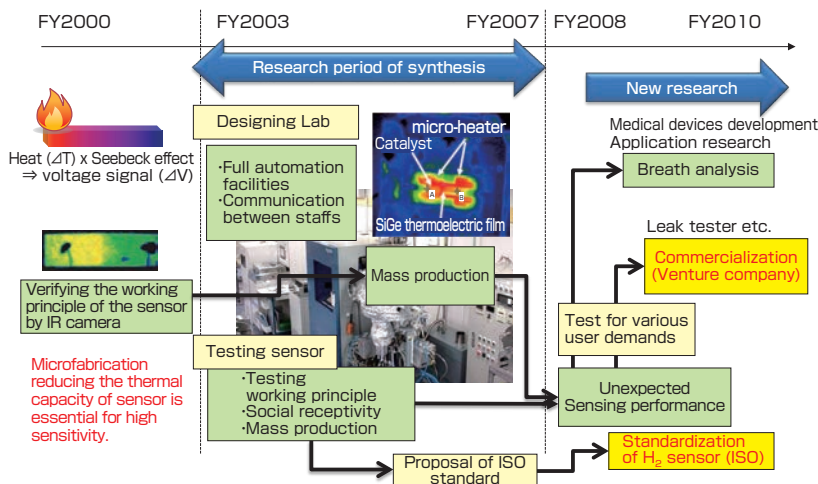 FY2000
FY2003
FY2007
FY2008
FY2010
Research period of synthesis
New research
Heat (⊿T) x Seebeck effect
⇒ voltage signal (⊿V)
Designing Lab
・Full automation
facilities
・Communication
between staffs
micro-heater
Catalyst
A
B
SiGe thermoelectric film
Medical devices development
Application research
Breath analysis
Leak tester etc.
Commercialization
(Venture company)
Verifying the working
principle of the sensor
by IR camera
Mass production
Test for various
user demands
Microfabrication
reducing the thermal
capacity of sensor is
essential for high
sensitivity.
Testing sensor
・Testing
working principle
・Social receptivity
・Mass production
Unexpected
Sensing performance
Proposal of ISO
standard
Standardization
of H₂ sensor (ISO)